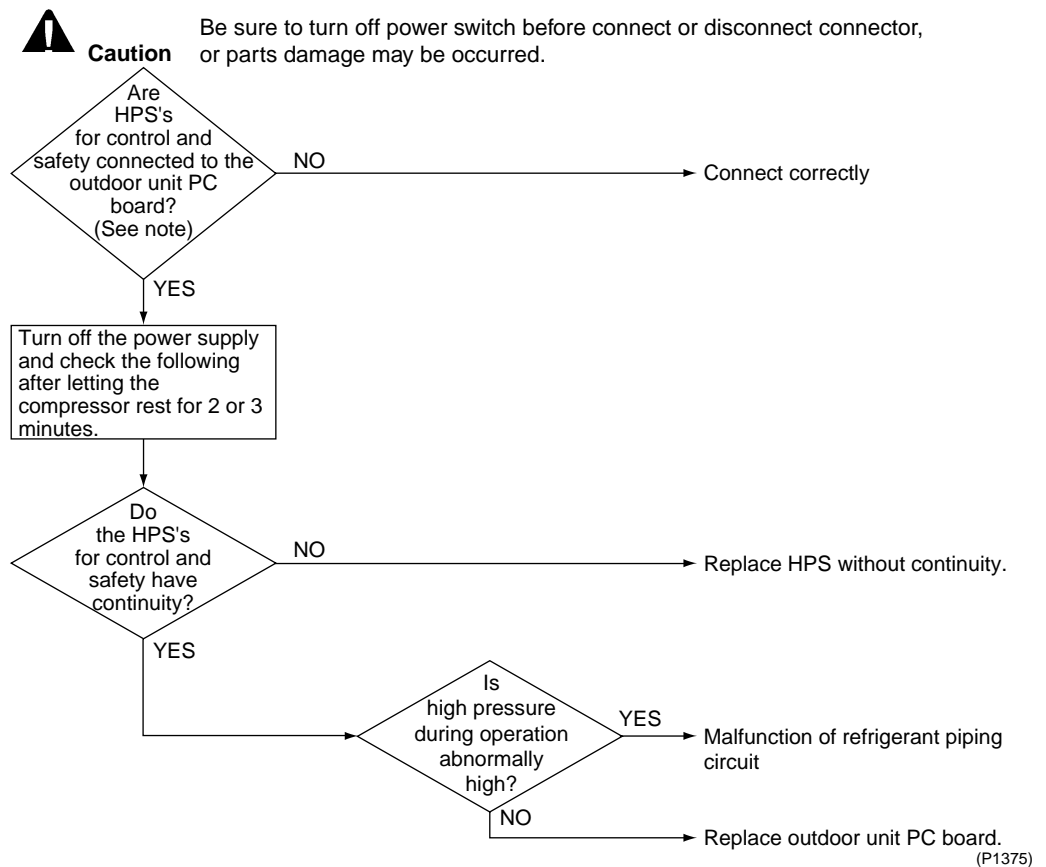 Caution
Be sure to turn off power switch before connect or disconnect connector,
or parts damage may be occurred.
Are
HPS's
for control and
safety connected to the
outdoor unit PC
board?
(See note)
NO
Connect correctly
YES
Turn off the power supply
and check the following
after letting the
compressor rest for 2 or 3
minutes.
Do
the HPS's
for control and
safety have
continuity?
NO
Replace HPS without continuity.
YES
Is
high pressure
during operation
abnormally
high?
YES
Malfunction of refrigerant piping
circuit
NO
Replace outdoor unit PC board.
(P1375)